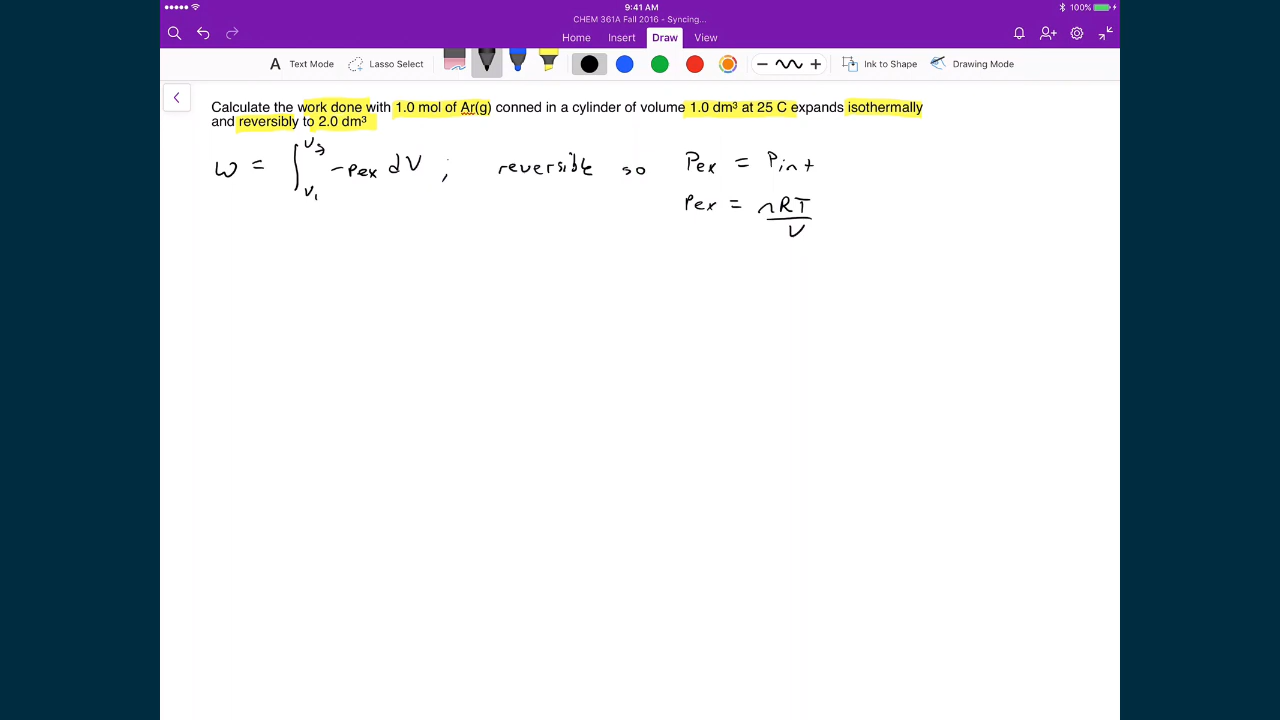 9:41 AM
100%
CHEM 361A Fall 2016 - Syncing...
Home Insert Draw View
A Text Mode Lasso Select Ink to Shape Drawing Mode
Calculate the work done with 1.0 mol of Ar(g) conned in a cylinder of volume 1.0 dm³ at 25 C expands isothermally
and reversibly to 2.0 dm³
w = ∫ V₂ V₁ -Pex dV ; reversible so Pex = Pint
Pex = nRT/V